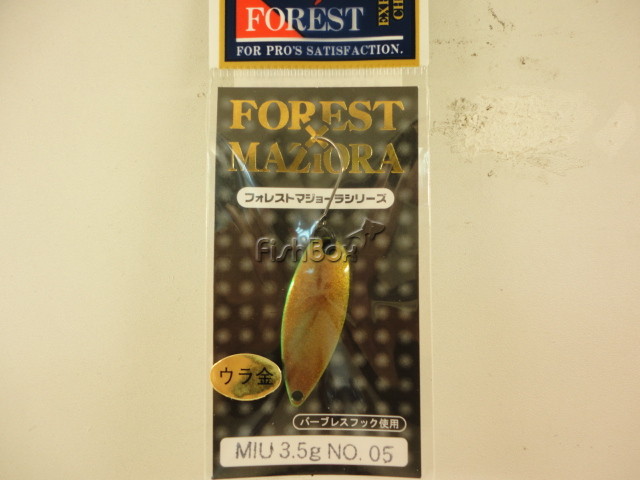 FOREST
FOR PRO'S SATISFACTION.
FOREST
×
MAZIORA
フォレストマジョーラシリーズ
FishBox
ウラ金
バーブレスフック使用
MIU 3.5g NO. 05